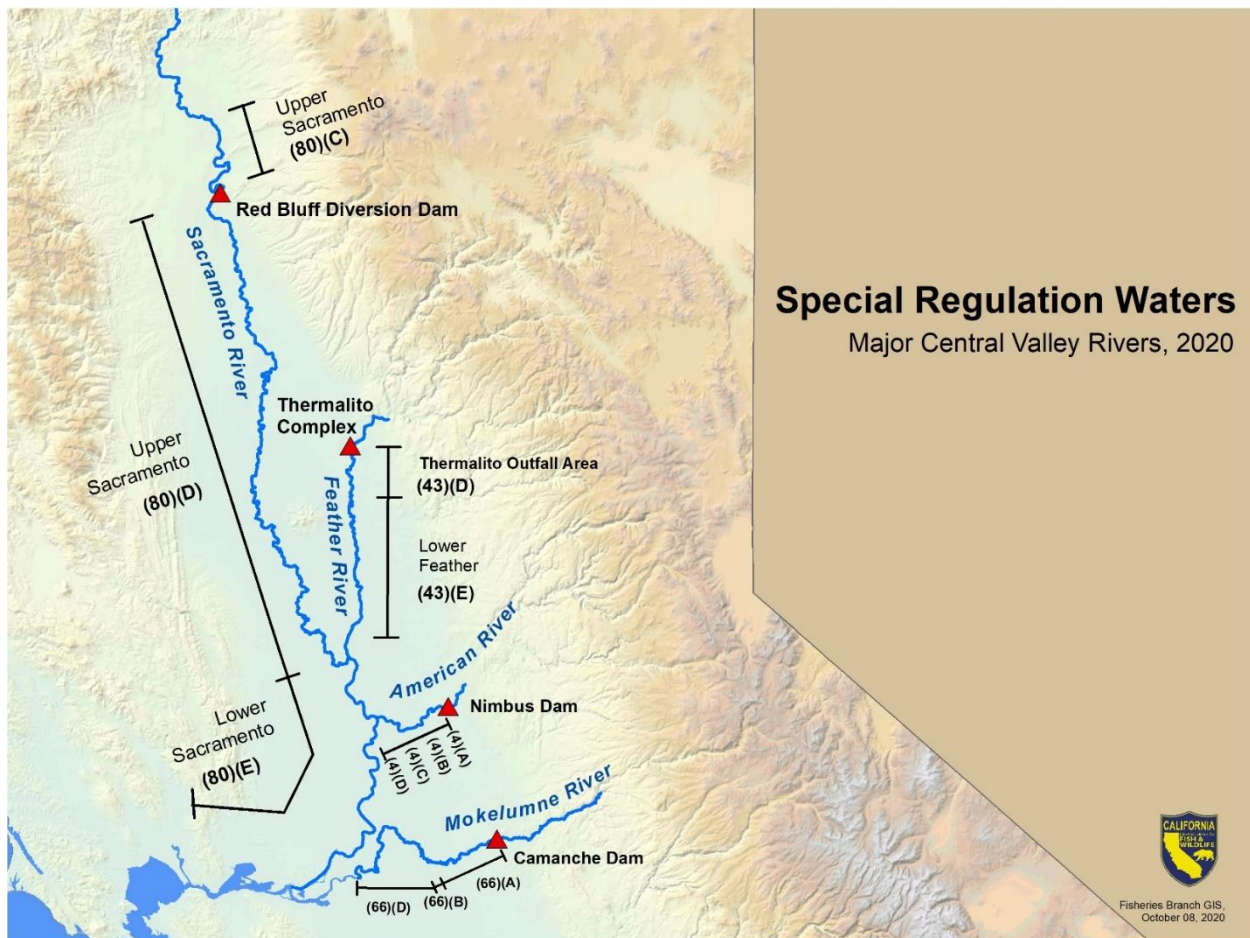 Upper
Sacramento
(80)(C)
Red Bluff Diversion Dam
Sacramento River
Special Regulation Waters
Major Central Valley Rivers, 2020
Thermalito
Complex
Thermalito Outfall Area
(43)(D)
Feather River
Upper
Sacramento
(80)(D)
Lower
Feather
(43)(E)
American River
Nimbus Dam
Lower
Sacramento
(80)(E)
(4)(A)
(4)(B)
(4)(C)
(4)(D)
Mokelumne River
Camanche Dam
(66)(A)
(66)(B)
(66)(D)
CALIFORNIA
FISH &
WILDLIFE
Fisheries Branch GIS,
October 08, 2020